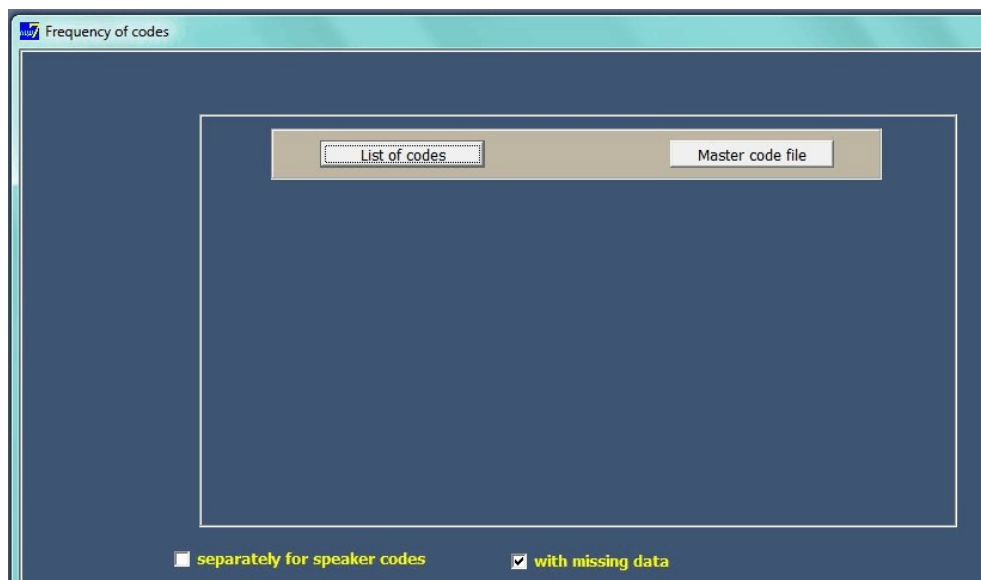 Frequency of codes
List of codes
Master code file
separately for speaker codes
with missing data